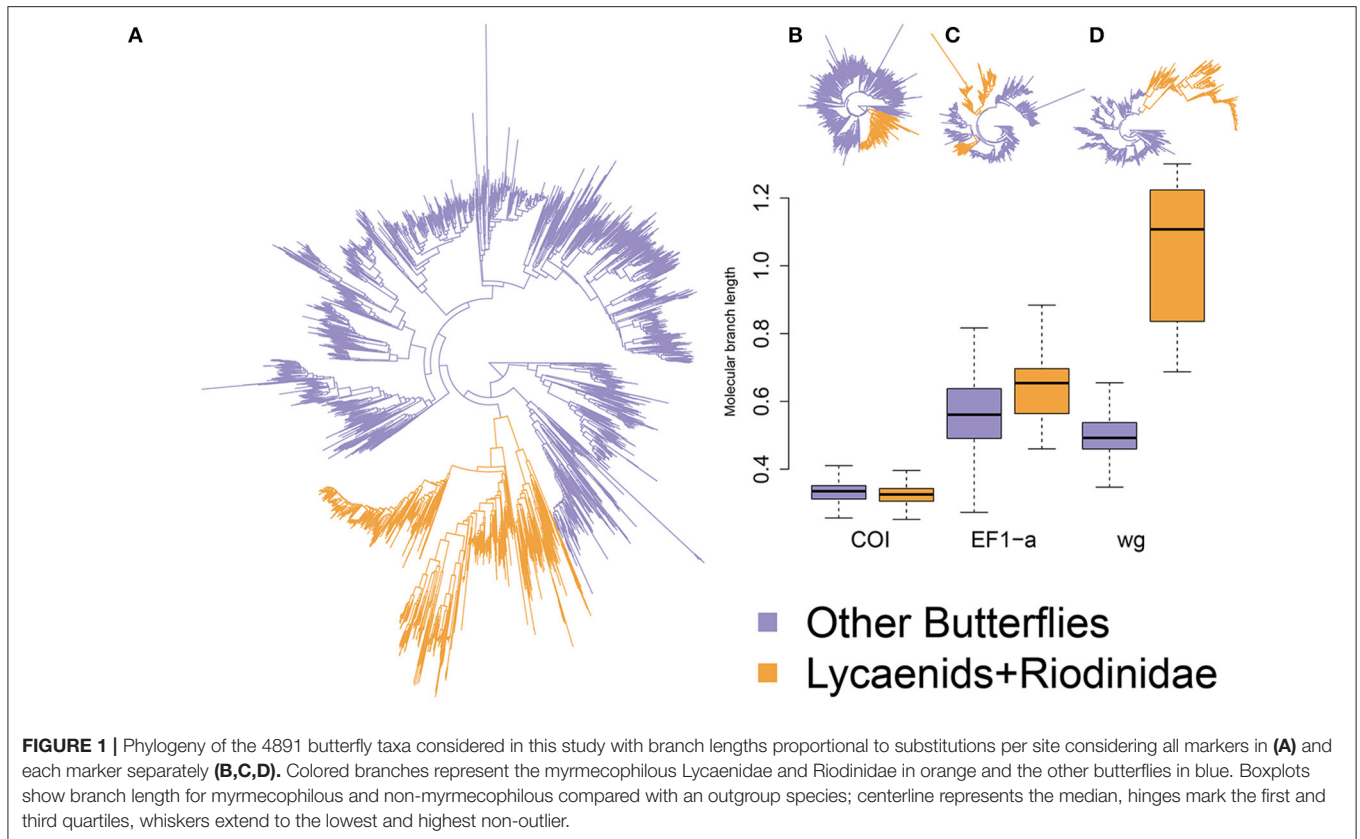 A
B
C
D
Molecular branch length
1.2
1.0
0.8
0.6
0.4
COI
EF1-a
wg
Other Butterflies
Lycaenids+Riodinidae
FIGURE 1 | Phylogeny of the 4891 butterfly taxa considered in this study with branch lengths proportional to substitutions per site considering all markers in (A) and
each marker separately (B,C,D). Colored branches represent the myrmecophilous Lycaenidae and Riodinidae in orange and the other butterflies in blue. Boxplots
show branch length for myrmecophilous and non-myrmecophilous compared with an outgroup species; centerline represents the median, hinges mark the first and
third quartiles, whiskers extend to the lowest and highest non-outlier.